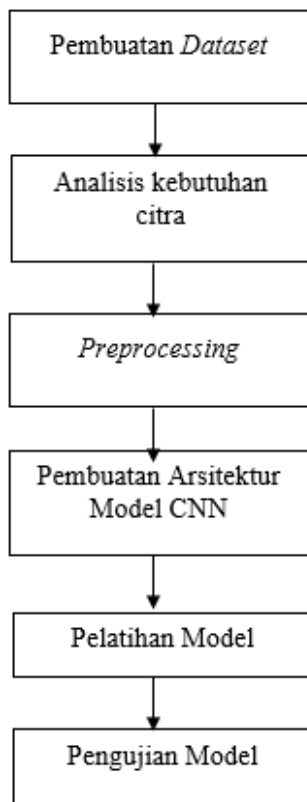 Pembuatan Dataset
Analisis kebutuhan
citra
Preprocessing
Pembuatan Arsitektur
Model CNN
Pelatihan Model
Pengujian Model